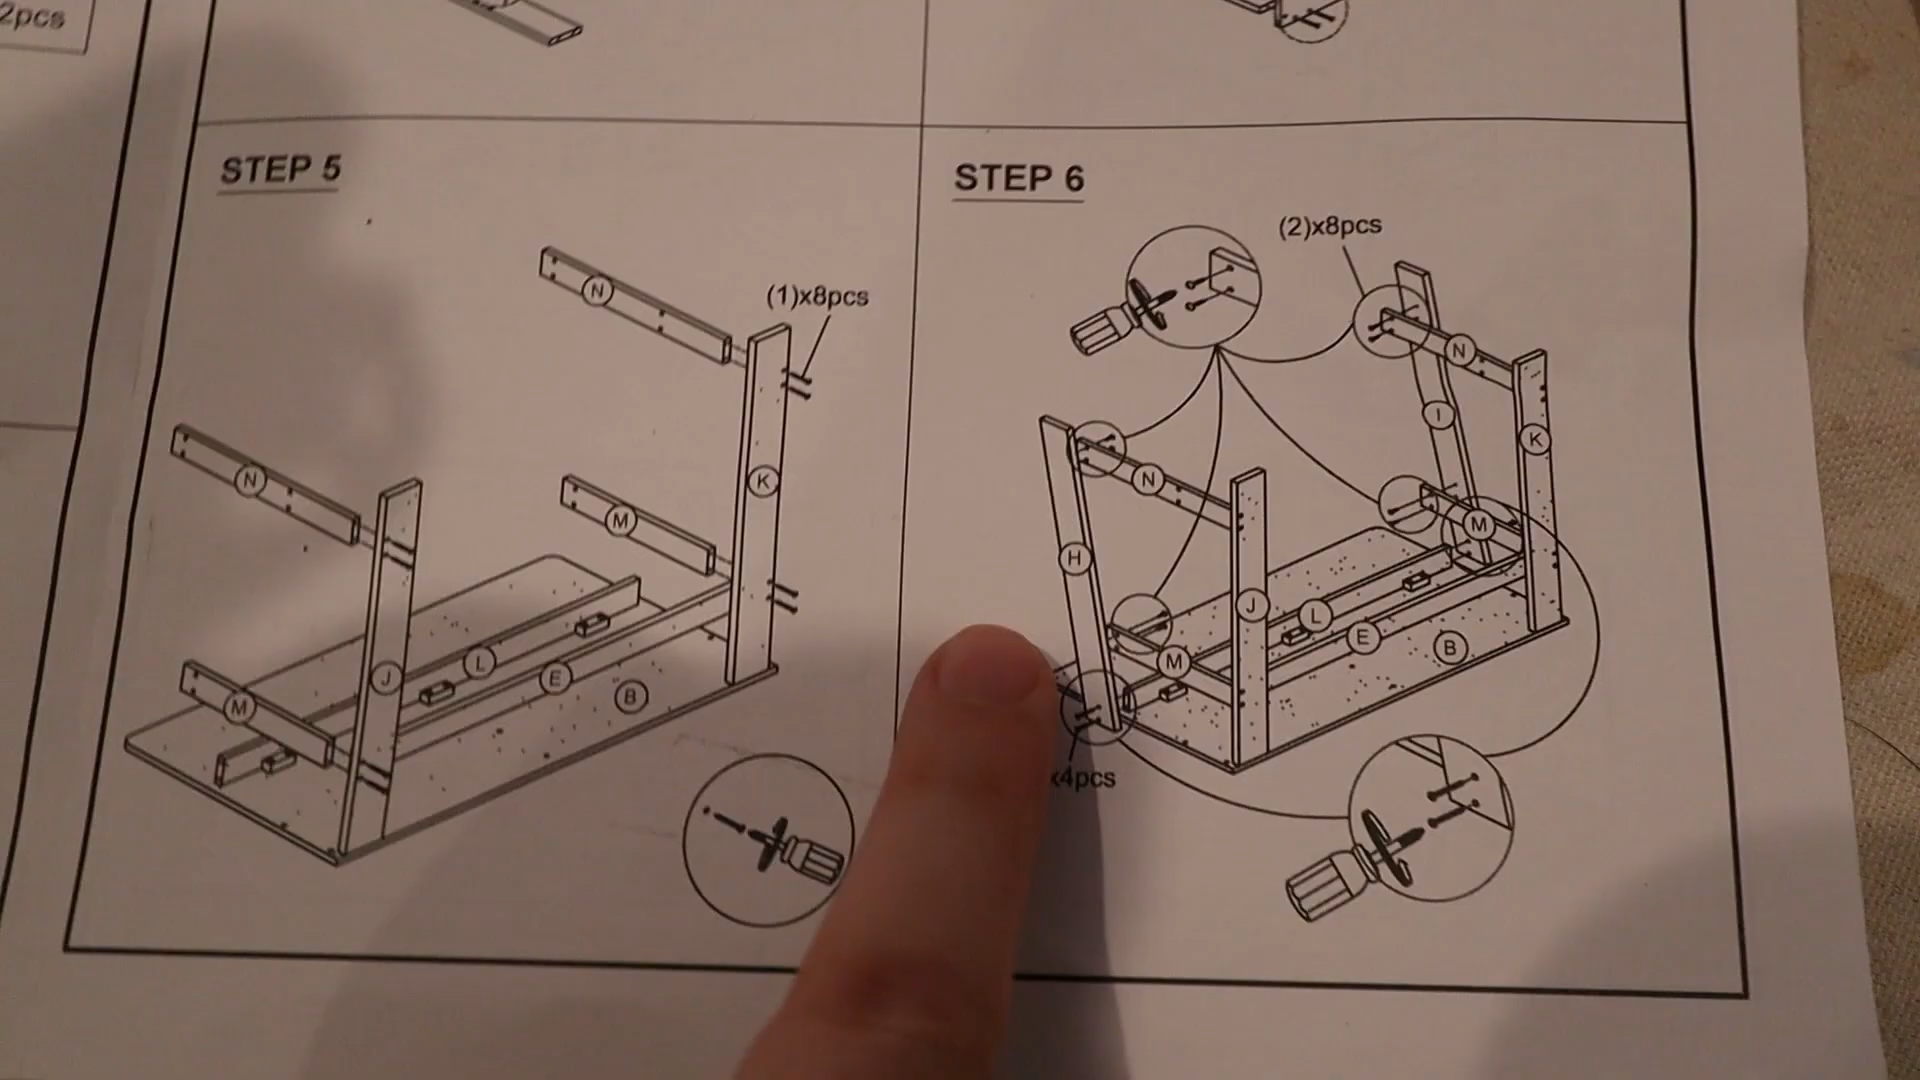 2pcs
STEP 5
(1)x8pcs
N
N
M
K
J
L
E
B
M
STEP 6
(2)x8pcs
N
I
K
N
M
H
J
L
E
B
M
x4pcs